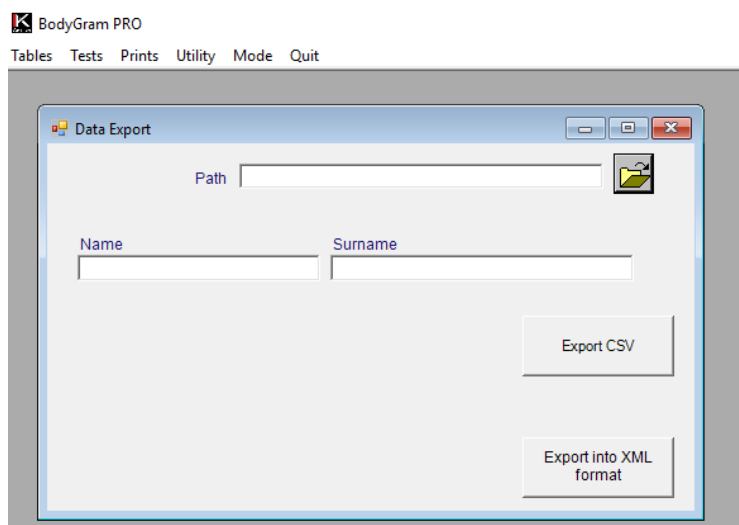 BodyGram PRO
Tables Tests Prints Utility Mode Quit
Data Export
Path
Name Surname
Export CSV
Export into XML
format